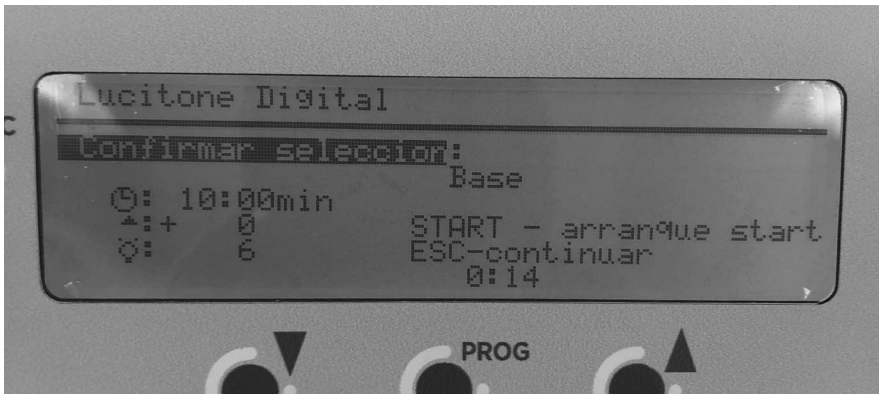 Lucitone Digital
Confirmar seleccion:
Base
: 10:00min
:+ 0
START - arranque start
: 6
ESC-continuar
0:14
PROG